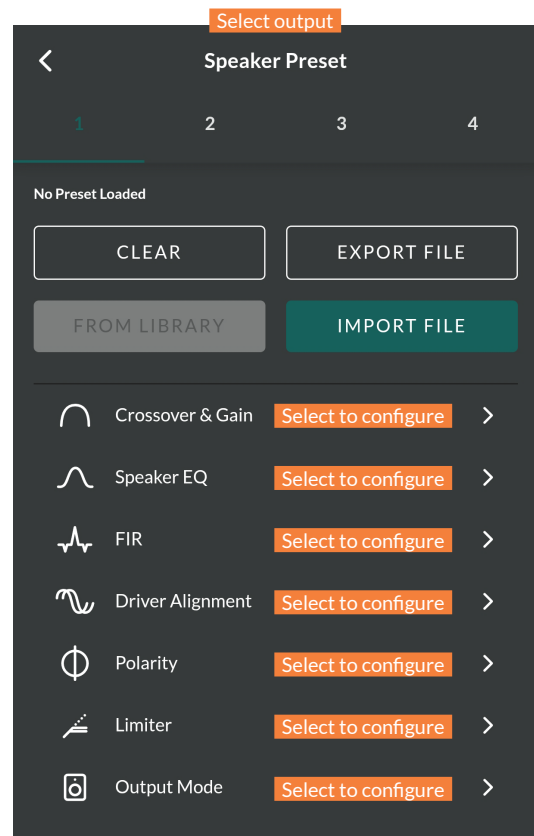 Select output
Speaker Preset
1 2 3 4
No Preset Loaded
CLEAR EXPORT FILE
FROM LIBRARY IMPORT FILE
Crossover & Gain Select to configure
Speaker EQ Select to configure
FIR Select to configure
Driver Alignment Select to configure
Polarity Select to configure
Limiter Select to configure
Output Mode Select to configure